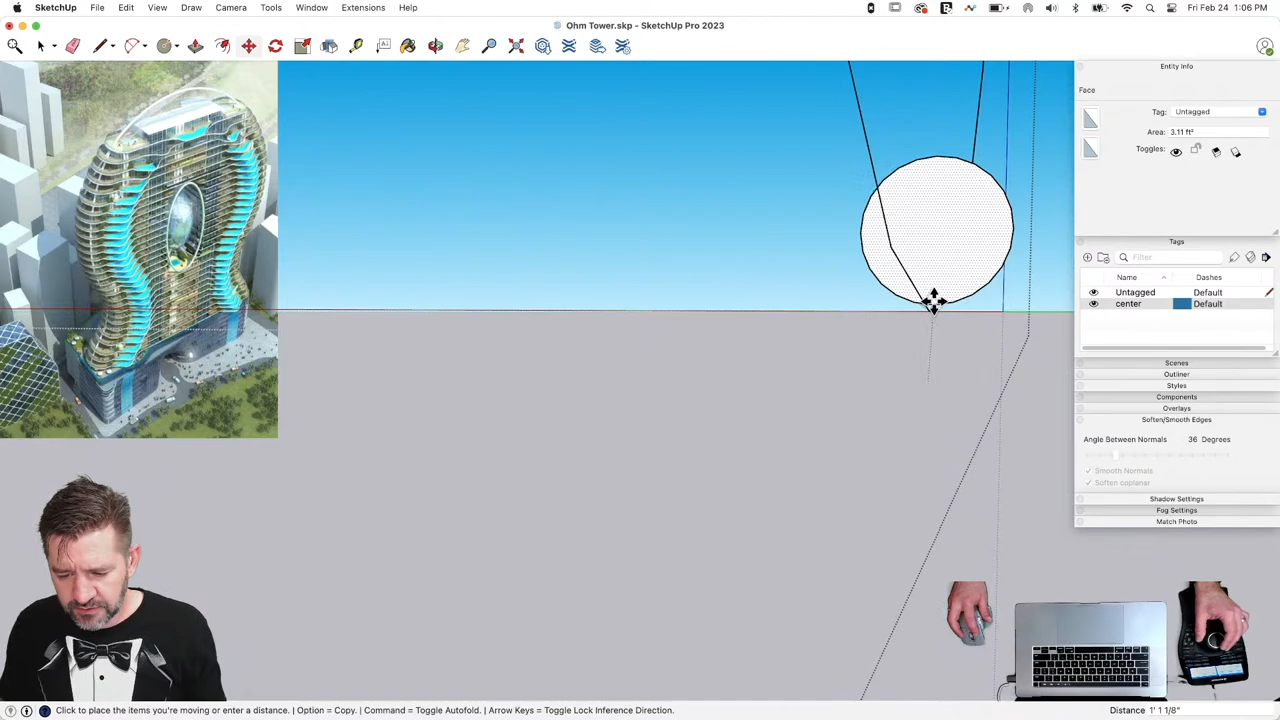 SketchUp File Edit View Draw Camera Tools Window Extensions Help
Fri Feb 24 1:06 PM
Ohm Tower.skp - SketchUp Pro 2023
Entity Info
Face
Tag: Untagged
Area: 3.11 ft²
Toggles:
Tags
Filter
Name Dashes
Untagged Default
center Default
Scenes
Outliner
Styles
Components
Overlays
Soften/Smooth Edges
Angle Between Normals 36 Degrees
Smooth Normals
Soften coplanar
Shadow Settings
Fog Settings
Match Photo
Click to place the items you're moving or enter a distance. | Option = Copy. | Command = Toggle Autofold. | Arrow Keys = Toggle Lock Inference Direction. Distance 1' 1 1/8"